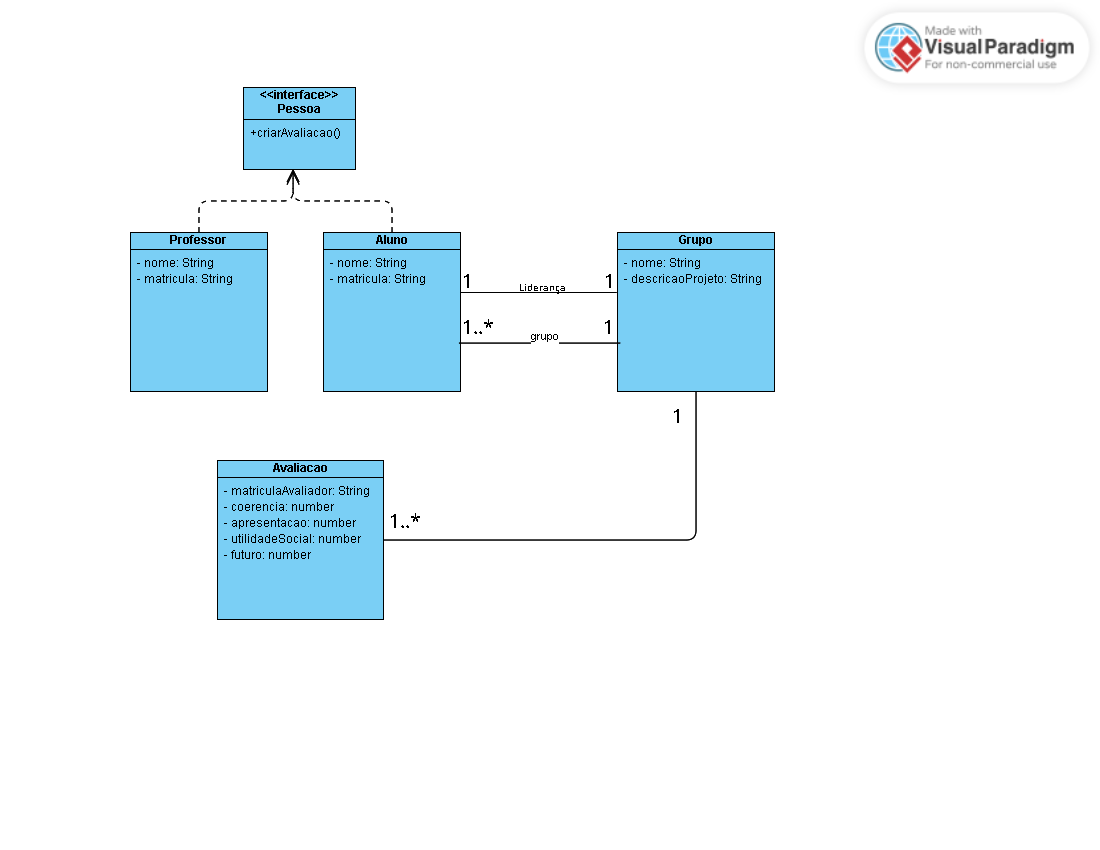 Made with
Visual Paradigm
For non-commercial use
<<interface>>
Pessoa
+criarAvaliacao()
Professor
- nome: String
- matricula: String
Aluno
- nome: String
- matricula: String
Grupo
- nome: String
- descricaoProjeto: String
1
Liderança
1
1..*
grupo
1
1
Avaliacao
- matriculaAvaliador: String
- coerencia: number
- apresentacao: number
- utilidadeSocial: number
- futuro: number
1..*